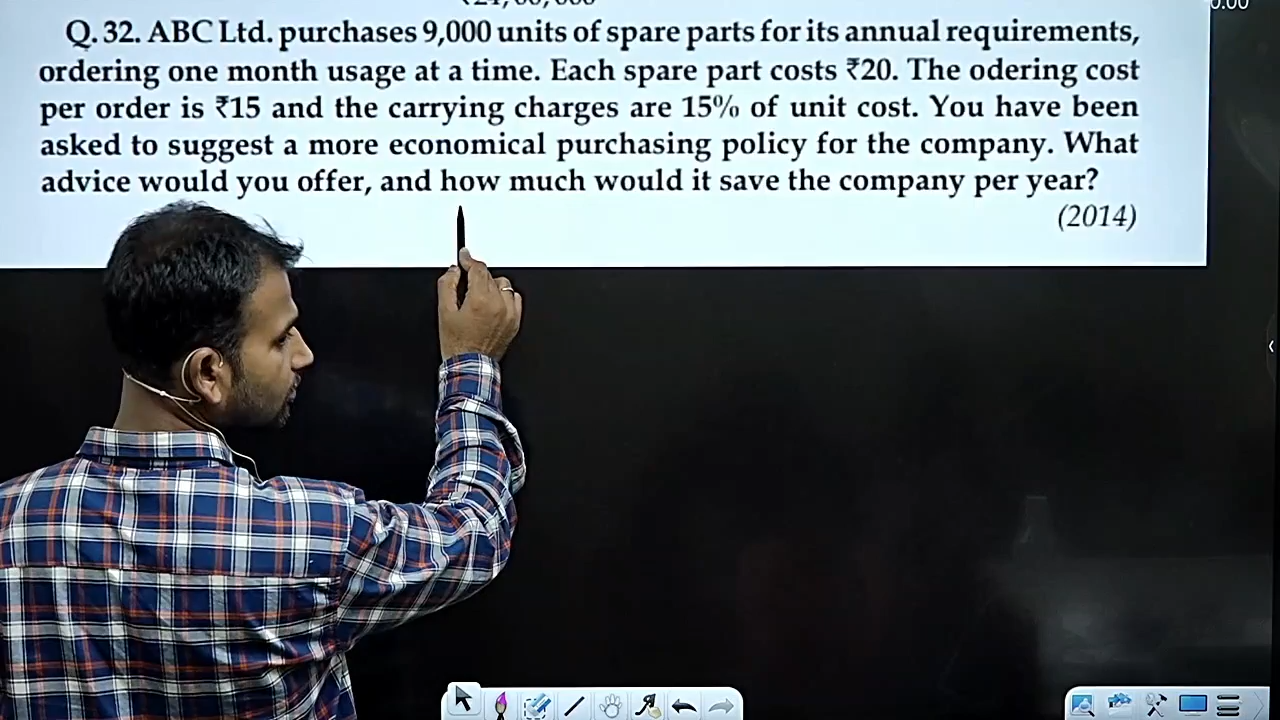 Q. 32. ABC Ltd. purchases 9,000 units of spare parts for its annual requirements,
ordering one month usage at a time. Each spare part costs ₹20. The odering cost
per order is ₹15 and the carrying charges are 15% of unit cost. You have been
asked to suggest a more economical purchasing policy for the company. What
advice would you offer, and how much would it save the company per year?
(2014)